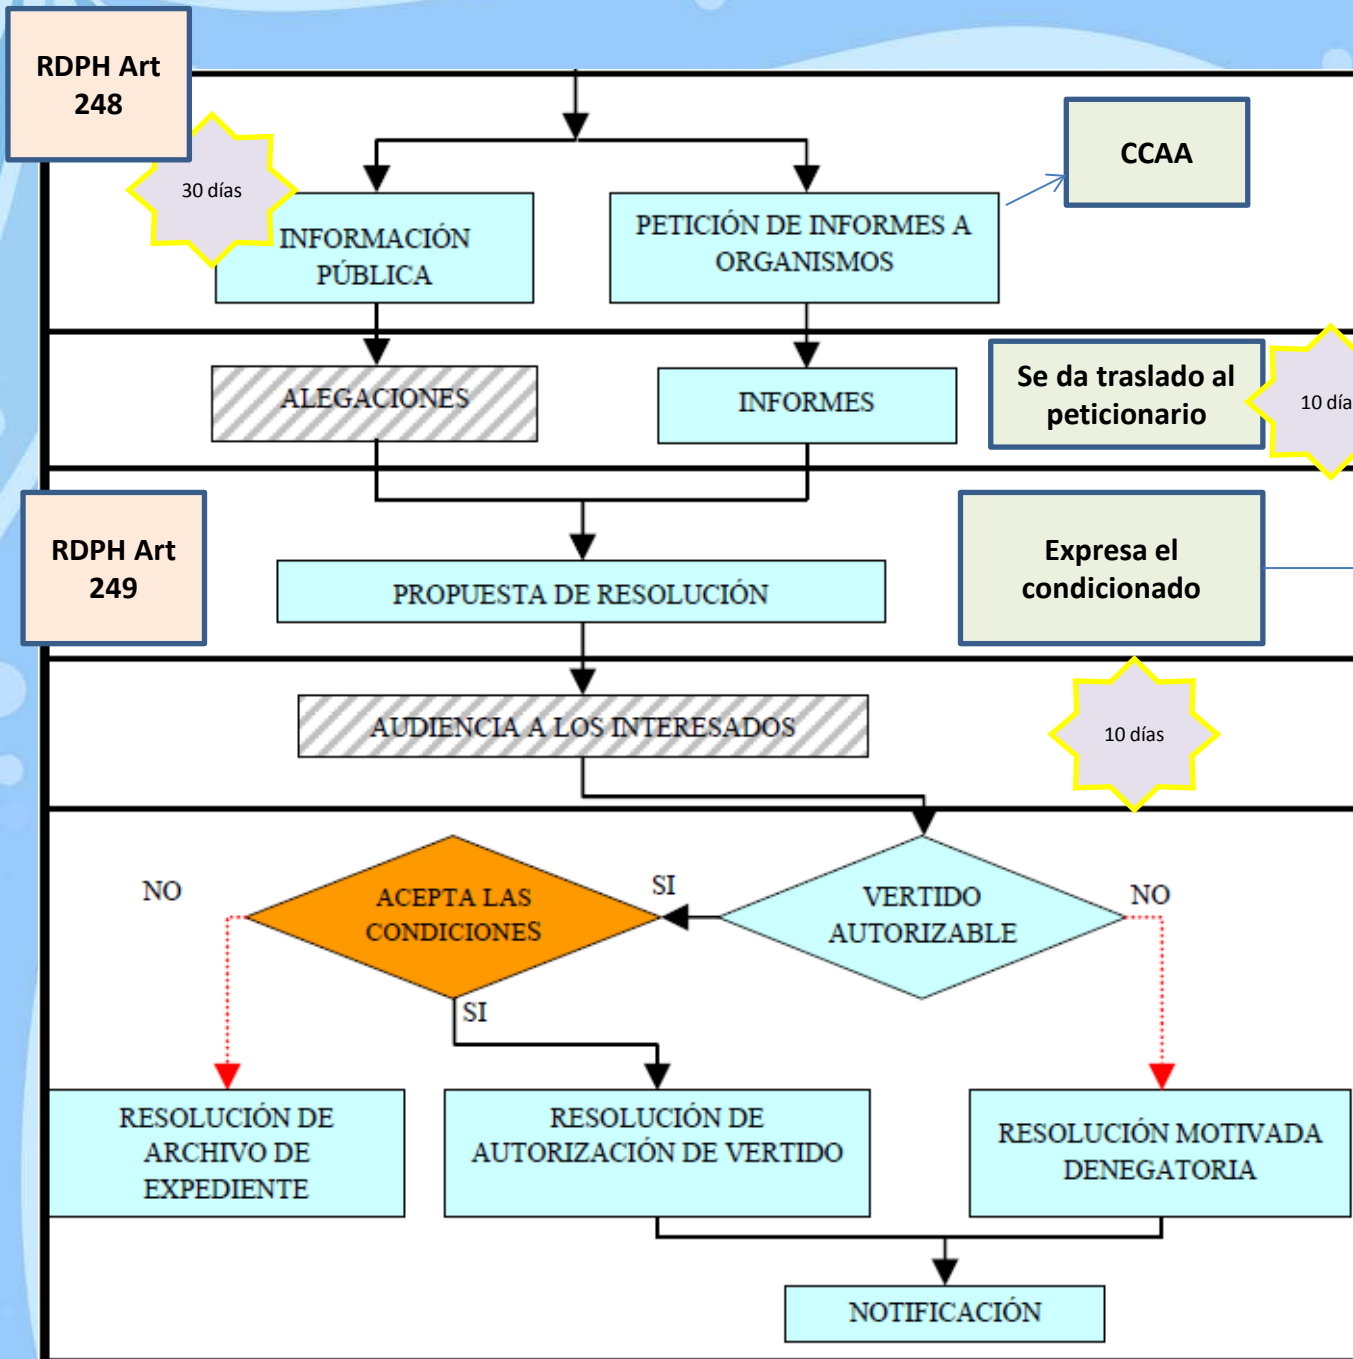 RDPH Art
248
30 días
INFORMACIÓN
PÚBLICA
PETICIÓN DE INFORMES A
ORGANISMOS
CCAA
ALEGACIONES
INFORMES
Se da traslado al
peticionario
10 día
RDPH Art
249
PROPUESTA DE RESOLUCIÓN
Expresa el
condicionado
AUDIENCIA A LOS INTERESADOS
10 días
NO
ACEPTA LAS
CONDICIONES
SI
VERTIDO
AUTORIZABLE
NO
SI
RESOLUCIÓN DE
ARCHIVO DE
EXPEDIENTE
RESOLUCIÓN DE
AUTORIZACIÓN DE VERTIDO
RESOLUCIÓN MOTIVADA
DENEGATORIA
NOTIFICACIÓN